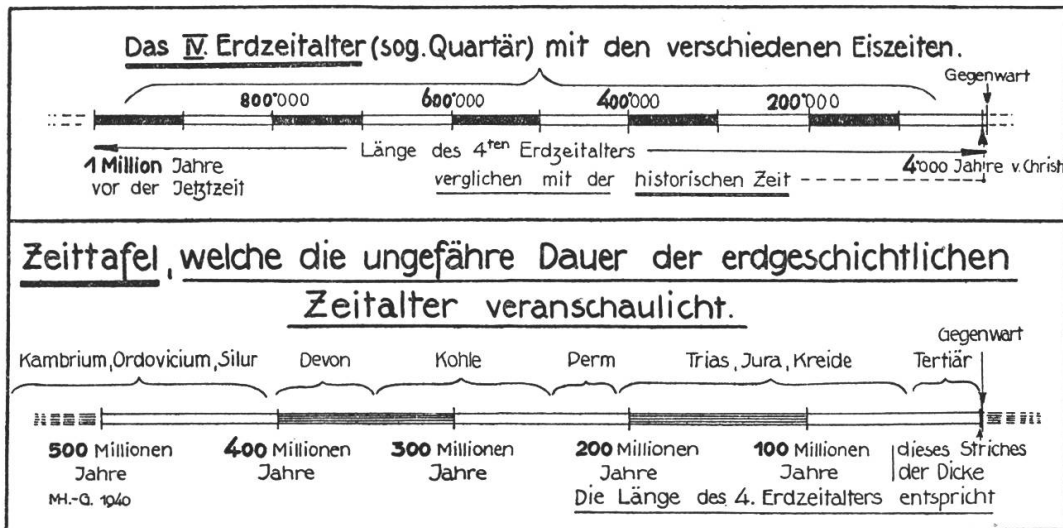 Das IV. Erdzeitalter (sog. Quartär) mit den verschiedenen Eiszeiten.
Gegenwart
800'000 600'000 400'000 200'000
Länge des 4ten Erdzeitalters
1 Million Jahre
vor der Jetztzeit
4'000 Jahre v. Christ
verglichen mit der historischen Zeit
Zeittafel, welche die ungefähre Dauer der erdgeschichtlichen
Zeitalter veranschaulicht.
Gegenwart
Kambrium, Ordovicium, Silur Devon Kohle Perm Trias, Jura, Kreide Tertiär
500 Millionen Jahre
400 Millionen Jahre
300 Millionen Jahre
200 Millionen Jahre
100 Millionen Jahre
dieses Striches
der Dicke
Die Länge des 4. Erdzeitalters entspricht
MH.-G. 1940